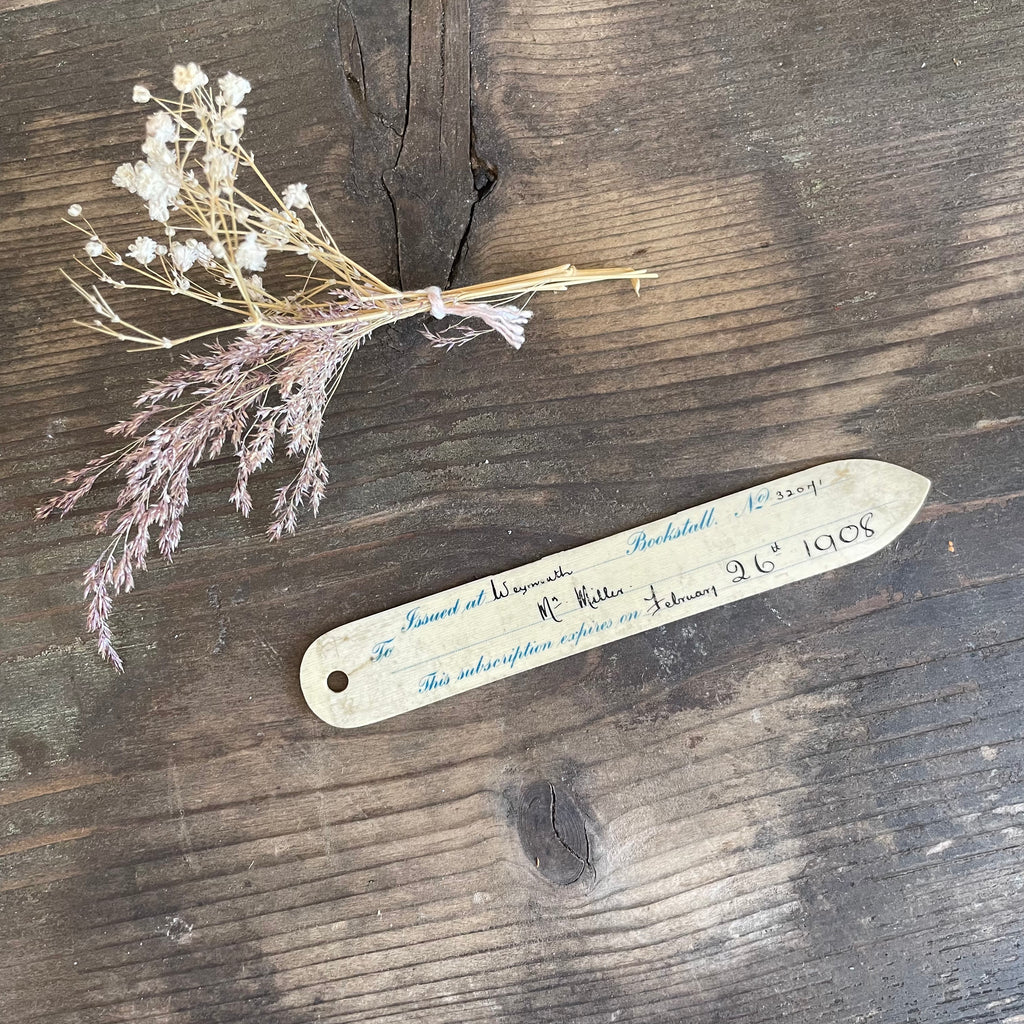 Issued at Weymouth Bookstall. No 32071
To Mr. Miller.
This subscription expires on February 26th 1908